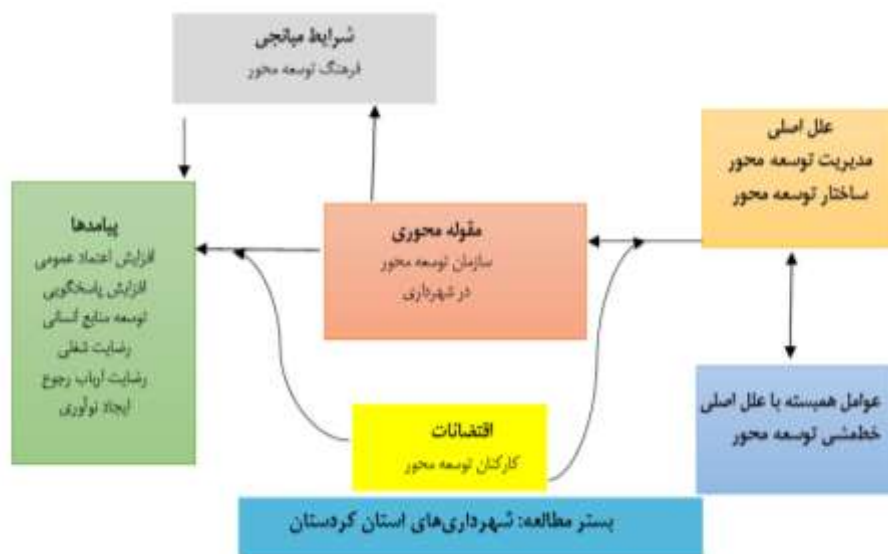 شرایط میانجی
فرهنگ توسعه محور
علل اصلی
مدیریت توسعه محور
ساختار توسعه محور
مقوله محوری
سازمان توسعه محور
در شهرداری
پیامدها
افزایش اعتماد عمومی
افزایش پاسخگویی
توسعه منابع انسانی
رضایت شغلی
رضایت ارباب رجوع
ایجاد نوآوری
عوامل همبسته با علل اصلی
خط‎مشی توسعه محور
اقتضائات
کارکنان توسعه محور
بستر مطالعه: شهرداری‌های استان کردستان